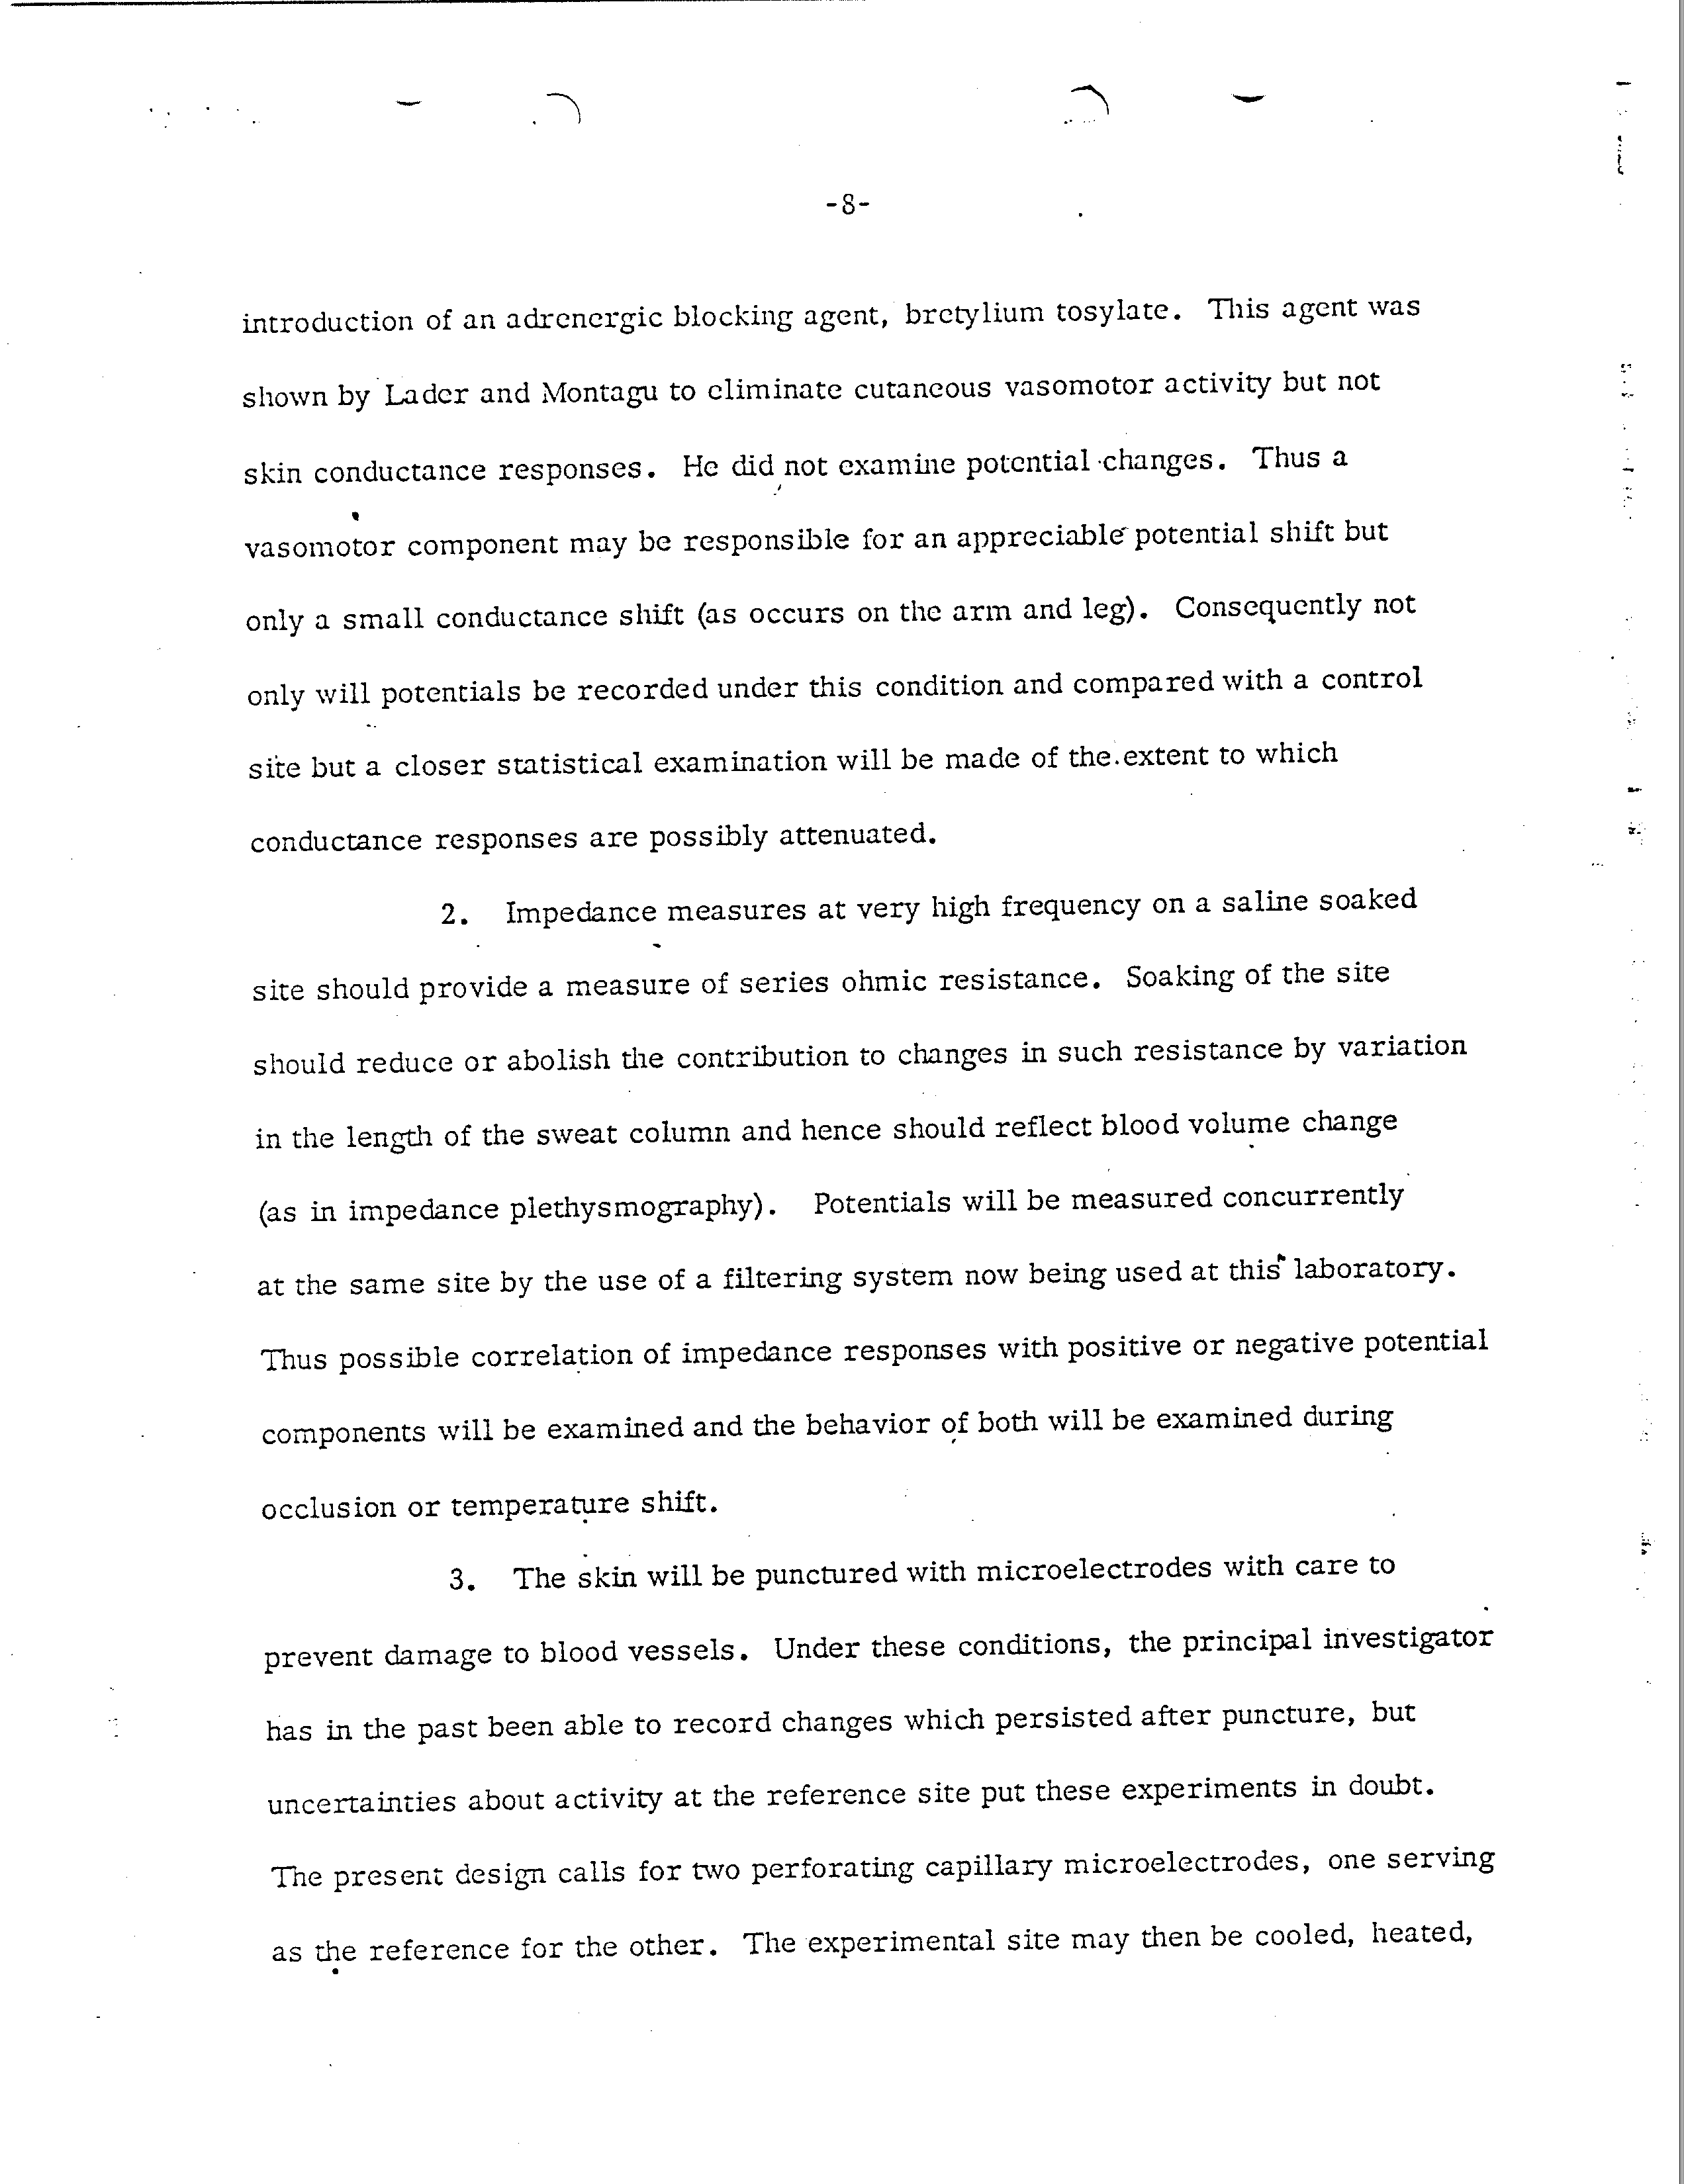 -8-
introduction of an adrenergic blocking agent, bretylium tosylate. This agent was
shown by Lader and Montagu to eliminate cutaneous vasomotor activity but not
skin conductance responses. He did not examine potential changes. Thus a
vasomotor component may be responsible for an appreciable potential shift but
only a small conductance shift (as occurs on the arm and leg). Consequently not
only will potentials be recorded under this condition and compared with a control
site but a closer statistical examination will be made of the extent to which
conductance responses are possibly attenuated.
2. Impedance measures at very high frequency on a saline soaked
site should provide a measure of series ohmic resistance. Soaking of the site
should reduce or abolish the contribution to changes in such resistance by variation
in the length of the sweat column and hence should reflect blood volume change
(as in impedance plethysmography). Potentials will be measured concurrently
at the same site by the use of a filtering system now being used at this laboratory.
Thus possible correlation of impedance responses with positive or negative potential
components will be examined and the behavior of both will be examined during
occlusion or temperature shift.
3. The skin will be punctured with microelectrodes with care to
prevent damage to blood vessels. Under these conditions, the principal investigator
has in the past been able to record changes which persisted after puncture, but
uncertainties about activity at the reference site put these experiments in doubt.
The present design calls for two perforating capillary microelectrodes, one serving
as the reference for the other. The experimental site may then be cooled, heated,